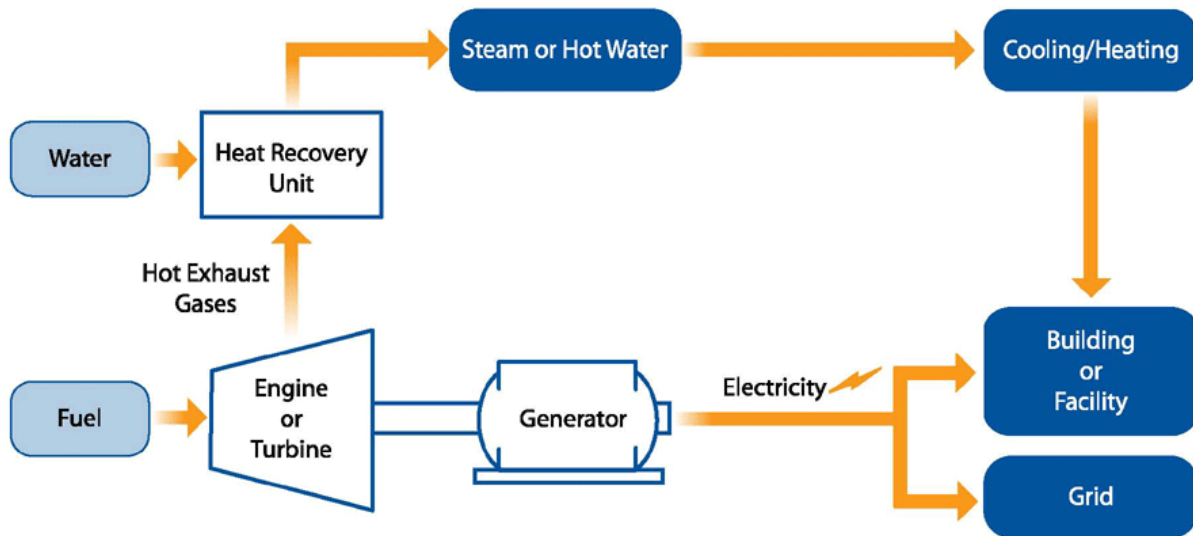 Steam or Hot Water
Cooling/Heating
Water
Heat Recovery
Unit
Hot Exhaust
Gases
Fuel
Engine
or
Turbine
Generator
Electricity
Building
or
Facility
Grid